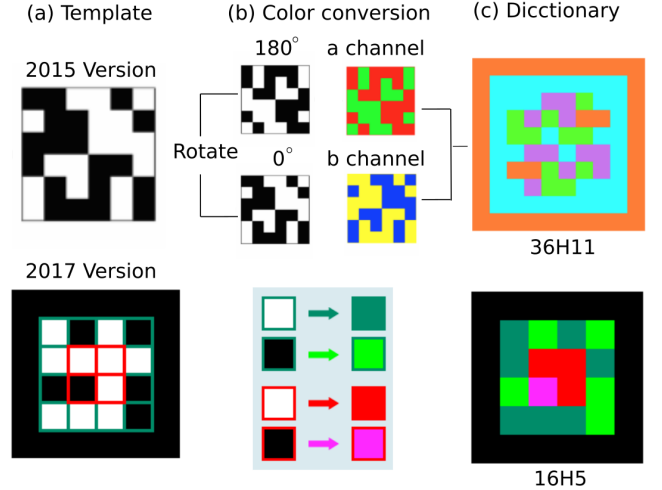 (a) Template
(b) Color conversion
(c) Dicctionary
2015 Version
180°
a channel
Rotate
0°
b channel
36H11
2017 Version
16H5